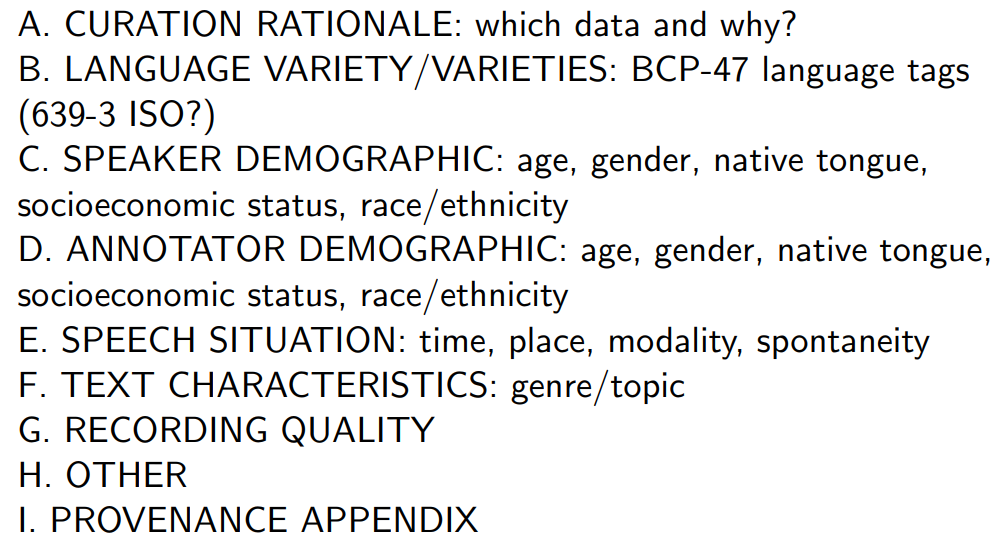 A. CURATION RATIONALE: which data and why?
B. LANGUAGE VARIETY/VARIETIES: BCP-47 language tags
(639-3 ISO?)
C. SPEAKER DEMOGRAPHIC: age, gender, native tongue,
socioeconomic status, race/ethnicity
D. ANNOTATOR DEMOGRAPHIC: age, gender, native tongue,
socioeconomic status, race/ethnicity
E. SPEECH SITUATION: time, place, modality, spontaneity
F. TEXT CHARACTERISTICS: genre/topic
G. RECORDING QUALITY
H. OTHER
I. PROVENANCE APPENDIX